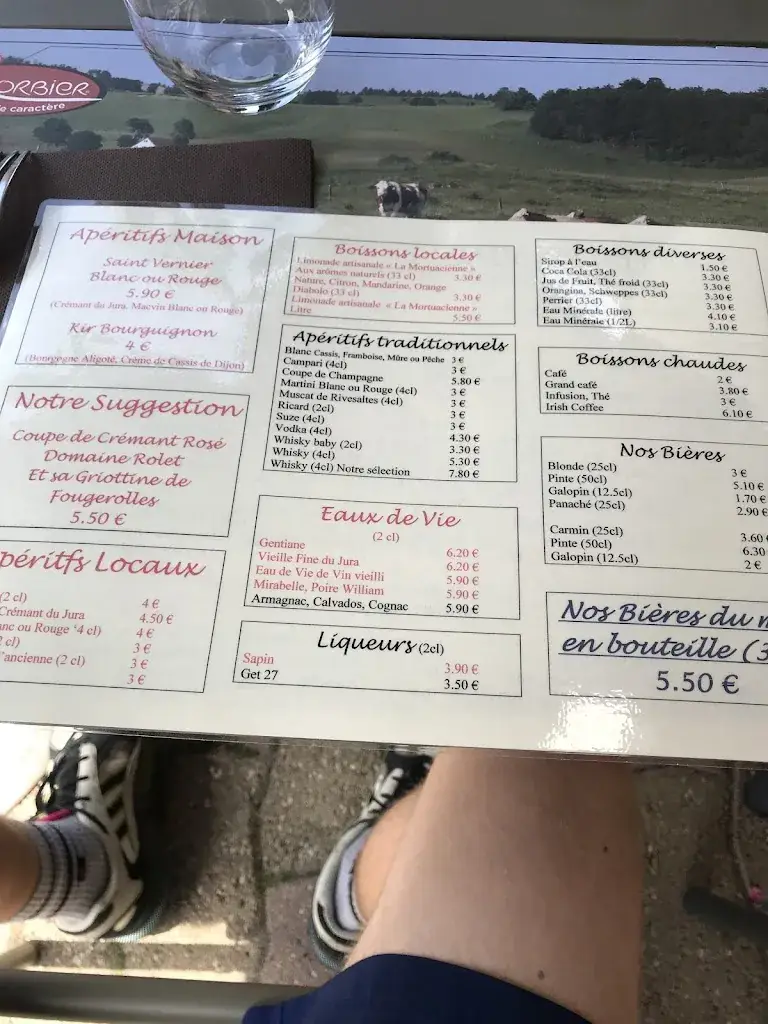 ORBIER
e caractère
Apéritifs Maison
Saint Vernier
Blanc ou Rouge
5.90 €
(Crémant du Jura, Macvin Blanc ou Rouge)
Kir Bourguignon
4 €
(Bourgogne Aligoté, Crème de Cassis de Dijon)
Notre Suggestion
Coupe de Crémant Rosé
Domaine Rolet
Et sa Griottine de
Fougerolles
5.50 €
péritfs Locaux
(2 cl) 4 €
Crémant du Jura 4.50 €
nc ou Rouge ‘4 cl) 4 €
cl) 3 €
'ancienne (2 cl) 3 €
3 €
Boissons locales
Limonade artisanale « La Mortuacienne »
Aux arômes naturels (33 cl) 3.30 €
Nature, Citron, Mandarine, Orange
Diabolo (33 cl) 3.30 €
Limonade artisanale « La Mortuacienne »
Litre 5.50 €
Apéritifs traditionnels
Blanc Cassis, Framboise, Mûre ou Pêche 3 €
Campari (4cl) 3 €
Coupe de Champagne 5.80 €
Martini Blanc ou Rouge (4cl) 3 €
Muscat de Rivesaltes (4cl) 3 €
Ricard (2cl) 3 €
Suze (4cl) 3 €
Vodka (4cl) 4.30 €
Whisky baby (2cl) 3.30 €
Whisky (4cl) 5.30 €
Whisky (4cl) Notre sélection 7.80 €
Eaux de Vie
(2 cl)
Gentiane 6.20 €
Vieille Fine du Jura 6.20 €
Eau de Vie de Vin vieilli 5.90 €
Mirabelle, Poire William 5.90 €
Armagnac, Calvados, Cognac 5.90 €
Liqueurs (2cl)
Sapin 3.90 €
Get 27 3.50 €
Boissons diverses
Sirop à l'eau 1.50 €
Coca Cola (33cl) 3.30 €
Jus de Fruit, Thé froid (33cl) 3.30 €
Orangina, Schweppes (33cl) 3.30 €
Perrier (33cl) 3.30 €
Eau Minérale (litre) 4.10 €
Eau Minérale (1/2L) 3.10 €
Boissons chaudes
Café 2 €
Grand café 3.80 €
Infusion, Thé 3 €
Irish Coffee 6.10 €
Nos Bières
Blonde (25cl) 3 €
Pinte (50cl) 5.10 €
Galopin (12.5cl) 1.70 €
Panaché (25cl) 2.90 €
Carmin (25cl) 3.60
Pinte (50cl) 6.30
Galopin (12.5cl) 2 €
Nos Bières du m
en bouteille (3
5.50 €